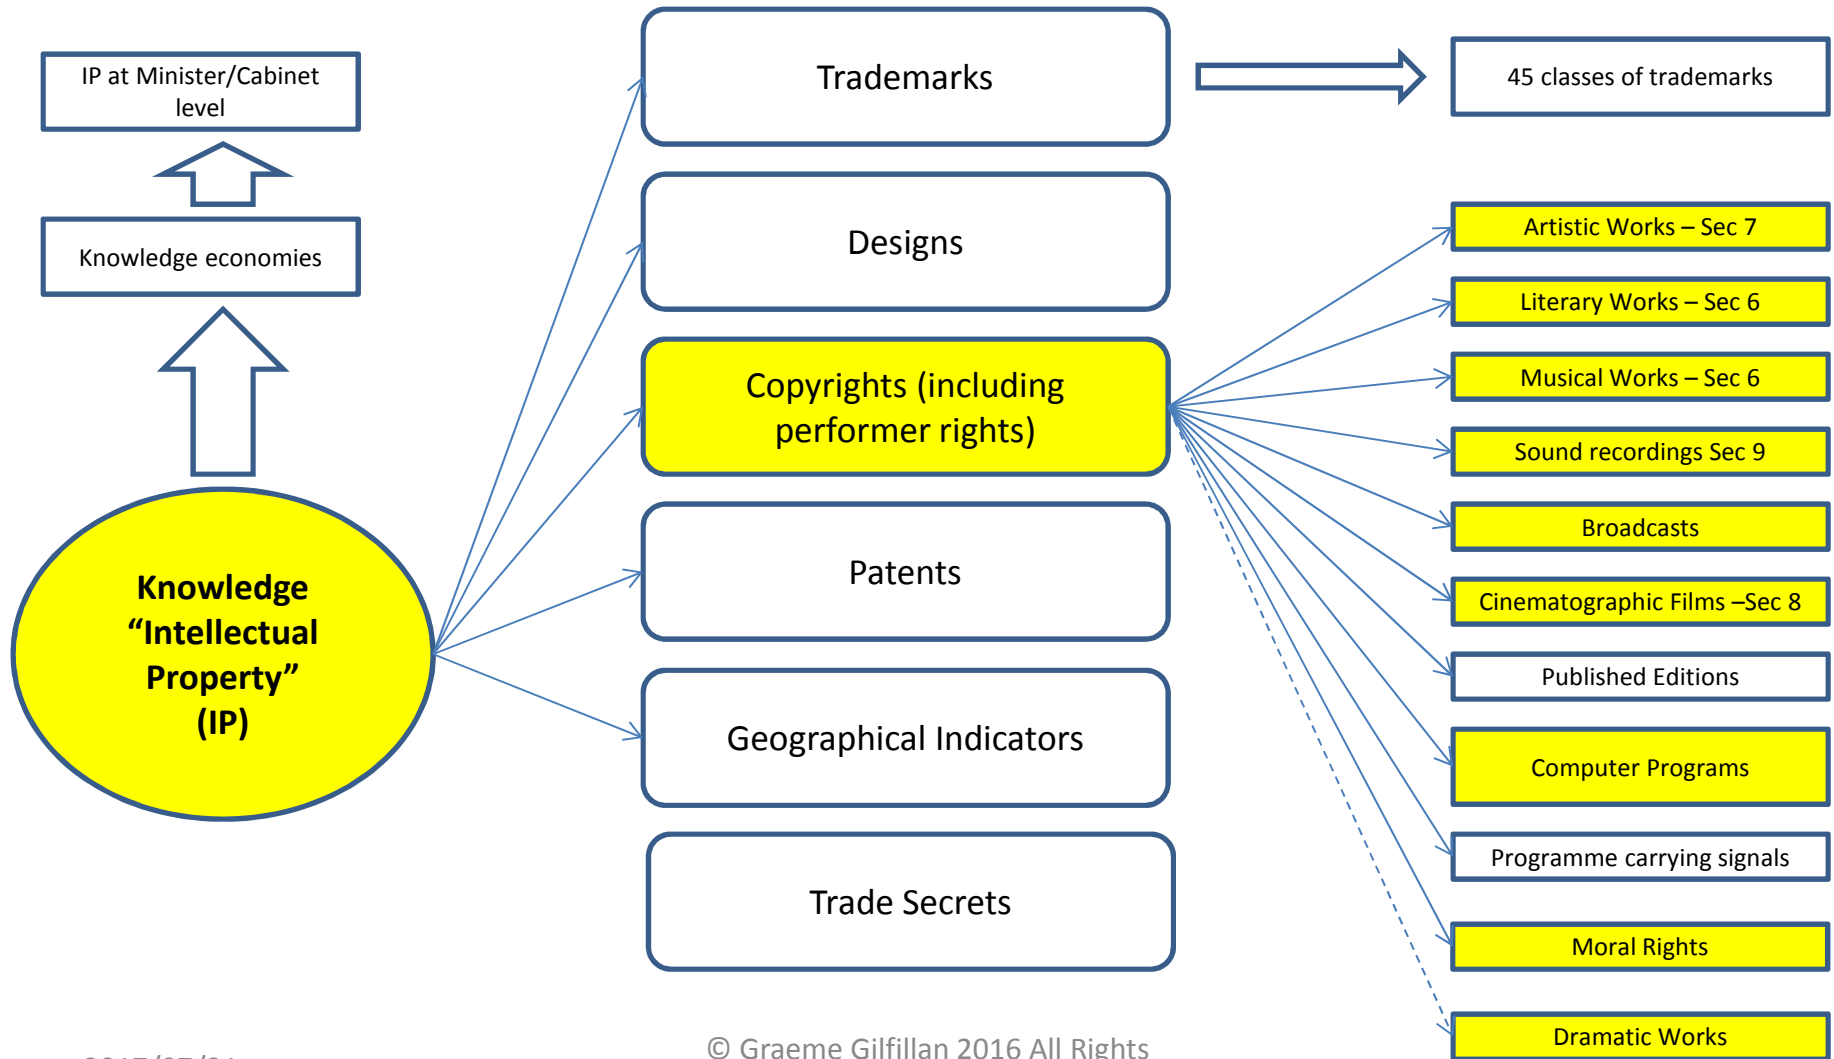 IP at Minister/Cabinet
level
Knowledge economies
Knowledge
“Intellectual
Property”
(IP)
Trademarks
Designs
Copyrights (including
performer rights)
Patents
Geographical Indicators
Trade Secrets
45 classes of trademarks
Artistic Works – Sec 7
Literary Works – Sec 6
Musical Works – Sec 6
Sound recordings Sec 9
Broadcasts
Cinematographic Films –Sec 8
Published Editions
Computer Programs
Programme carrying signals
Moral Rights
Dramatic Works
© Graeme Gilfillan 2016 All Rights